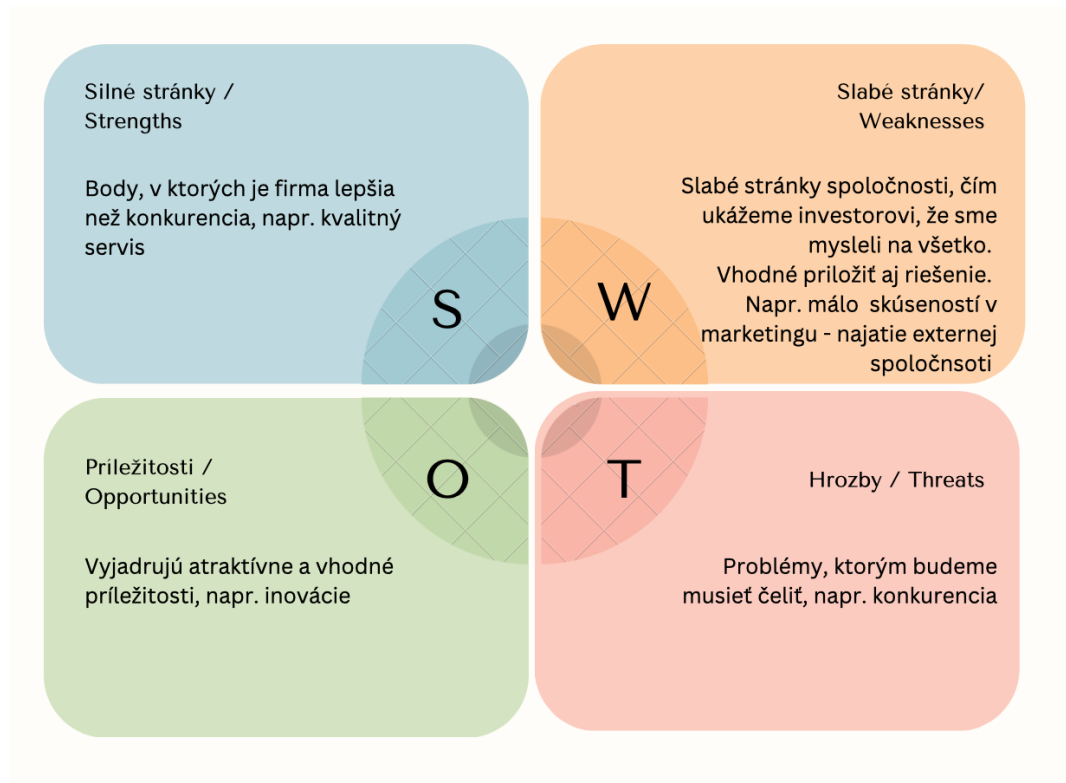 Silné stránky /
Strengths
Body, v ktorých je firma lepšia
než konkurencia, napr. kvalitný
servis
S
Slabé stránky/
Weaknesses
Slabé stránky spoločnosti, čím
ukážeme investorovi, že sme
mysleli na všetko.
Vhodné priložiť aj riešenie.
Napr. málo  skúseností v
marketingu - najatie externej
spoločnsoti
W
Príležitosti /
Opportunities
Vyjadrujú atraktívne a vhodné
príležitosti, napr. inovácie
O
Hrozby / Threats
Problémy, ktorým budeme
musieť čeliť, napr. konkurencia
T